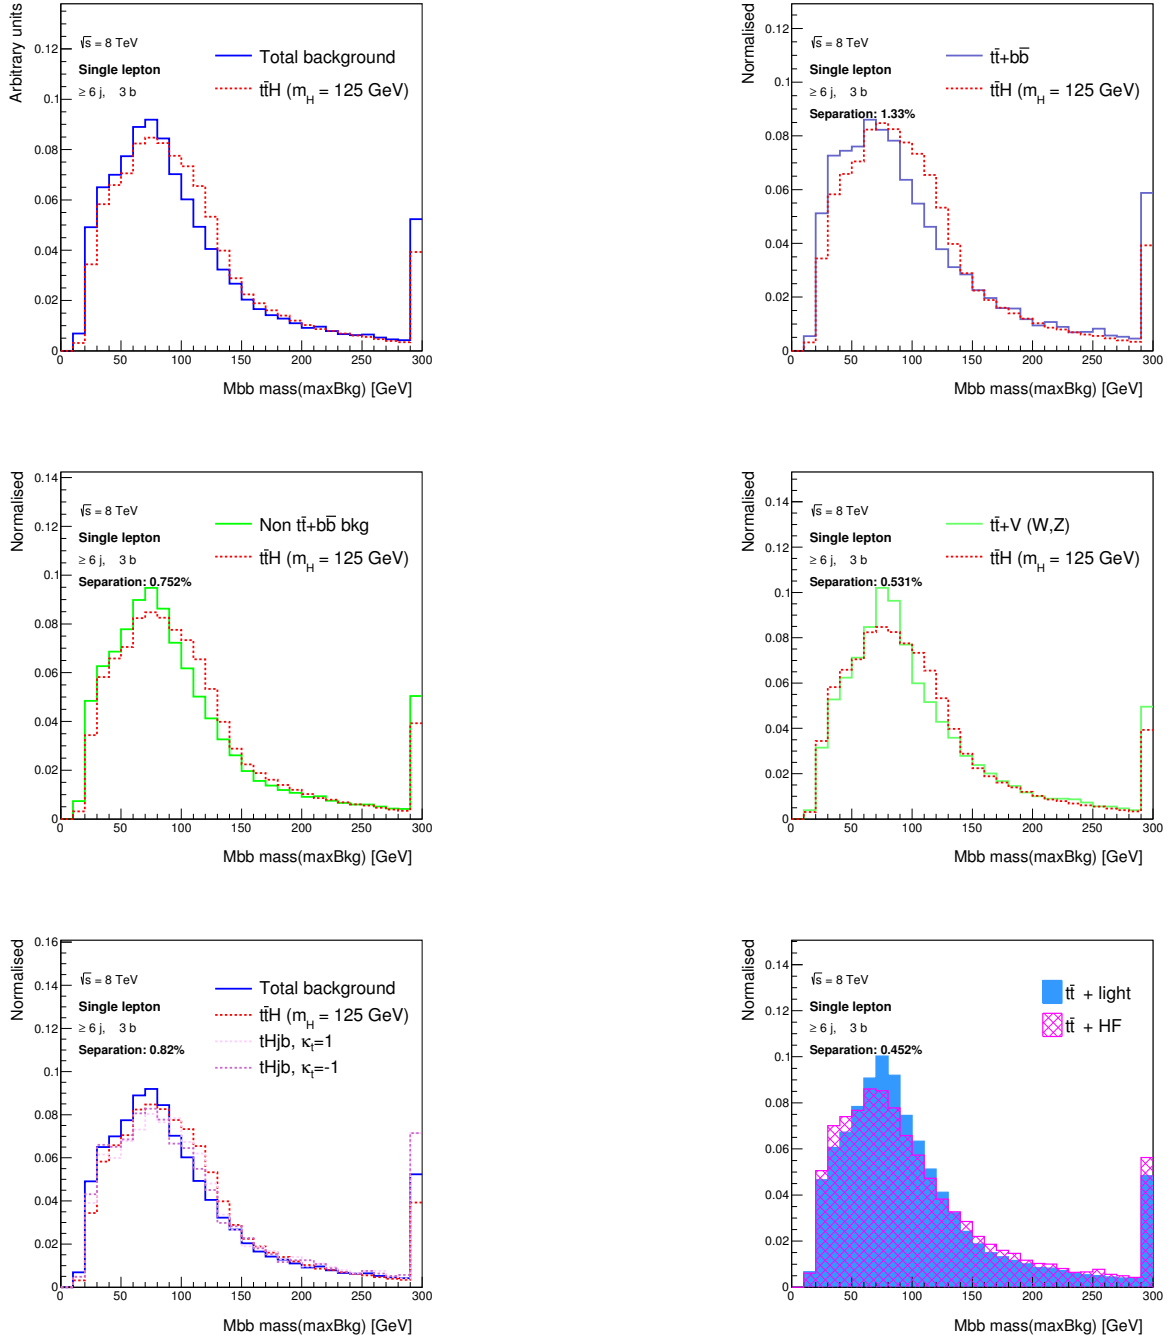 Arbitrary units
0.12
0.1
0.08
0.06
0.04
0.02
0
√s = 8 TeV
Single lepton
≥ 6 j, 3 b
Total background
tt̄H (m_H = 125 GeV)
0 50 100 150 200 250 300
Mbb mass(maxBkg) [GeV]
Normalised
0.12
0.1
0.08
0.06
0.04
0.02
0
√s = 8 TeV
Single lepton
≥ 6 j, 3 b
Separation: 1.33%
tt̄+bb̄
tt̄H (m_H = 125 GeV)
0 50 100 150 200 250 300
Mbb mass(maxBkg) [GeV]
Normalised
0.14
0.12
0.1
0.08
0.06
0.04
0.02
0
√s = 8 TeV
Single lepton
≥ 6 j, 3 b
Separation: 0.752%
Non tt̄+bb̄ bkg
tt̄H (m_H = 125 GeV)
0 50 100 150 200 250 300
Mbb mass(maxBkg) [GeV]
Normalised
0.14
0.12
0.1
0.08
0.06
0.04
0.02
0
√s = 8 TeV
Single lepton
≥ 6 j, 3 b
Separation: 0.531%
tt̄+V (W,Z)
tt̄H (m_H = 125 GeV)
0 50 100 150 200 250 300
Mbb mass(maxBkg) [GeV]
Normalised
0.16
0.14
0.12
0.1
0.08
0.06
0.04
0.02
0
√s = 8 TeV
Single lepton
≥ 6 j, 3 b
Separation: 0.82%
Total background
tt̄H (m_H = 125 GeV)
tHjb, κ_t=1
tHjb, κ_t=-1
0 50 100 150 200 250 300
Mbb mass(maxBkg) [GeV]
Normalised
0.14
0.12
0.1
0.08
0.06
0.04
0.02
0
√s = 8 TeV
Single lepton
≥ 6 j, 3 b
Separation: 0.452%
tt̄ + light
tt̄ + HF
0 50 100 150 200 250 300
Mbb mass(maxBkg) [GeV]